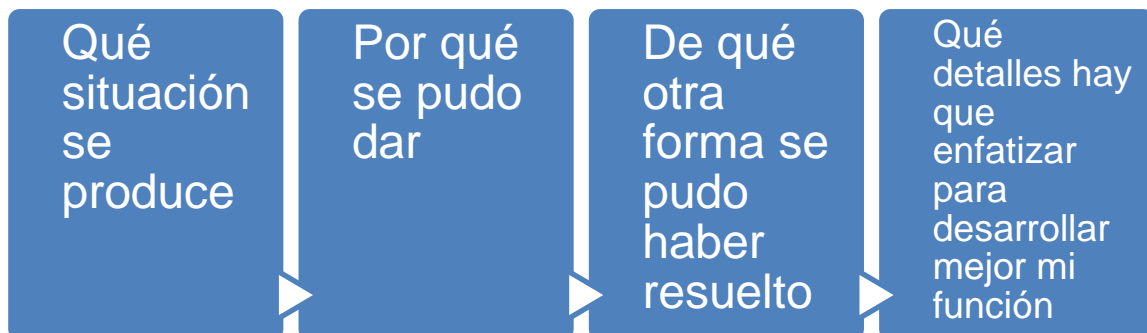 Qué
situación
se
produce
Por qué
se pudo
dar
De qué
otra
forma se
pudo
haber
resuelto
Qué
detalles hay
que
enfatizar
para
desarrollar
mejor mi
función